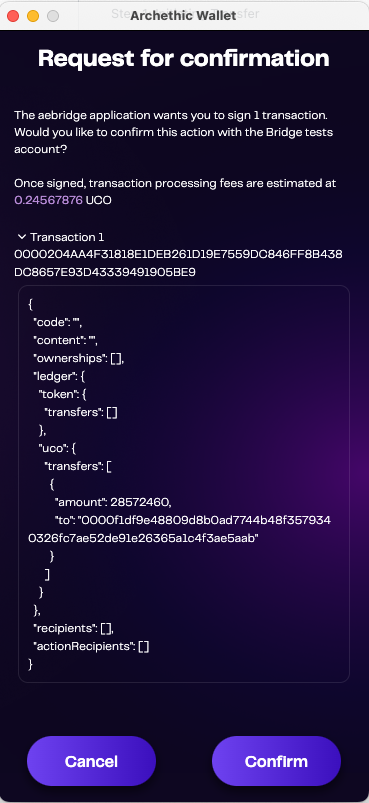 Archethic Wallet
Request for confirmation
The aebridge application wants you to sign 1 transaction.
Would you like to confirm this action with the Bridge tests
account?
Once signed, transaction processing fees are estimated at
0.24567876 UCO
Transaction 1
0000204AA4F31818E1DEB261D19E7559DC846FF8B438
DC8657E93D43339491905BE9
{
"code": "",
"content": "",
"ownerships": [],
"ledger": {
"token": {
"transfers": []
},
"uco": {
"transfers": [
{
"amount": 28572460,
"to": "0000f1df9e48809d8b0ad7744b48f357934
0326fc7ae52de91e26365a1c4f3ae5aab"
}
]
}
},
"recipients": [],
"actionRecipients": []
}
Cancel
Confirm